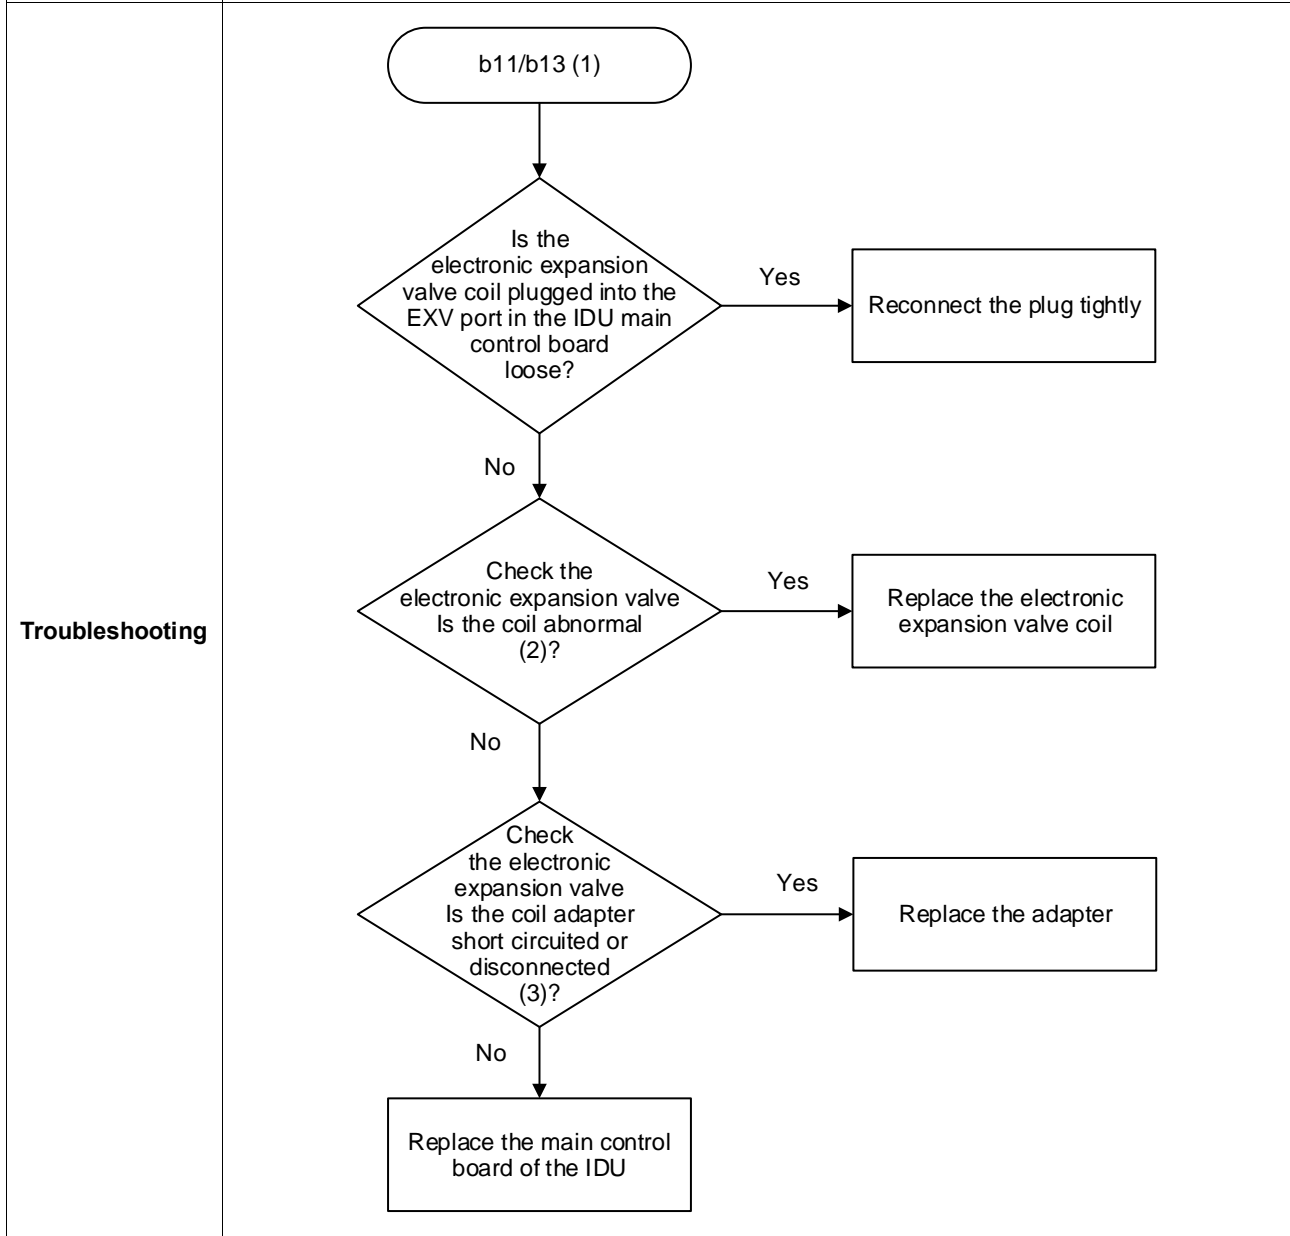 b11/b13 (1)
Is the
electronic expansion
valve coil plugged into the
EXV port in the IDU main
control board
loose?
Yes
Reconnect the plug tightly
No
Check the
electronic expansion valve
Is the coil abnormal
(2)?
Yes
Replace the electronic
expansion valve coil
Troubleshooting
No
Check
the electronic
expansion valve
Is the coil adapter
short circuited or
disconnected
(3)?
Yes
Replace the adapter
No
Replace the main control
board of the IDU